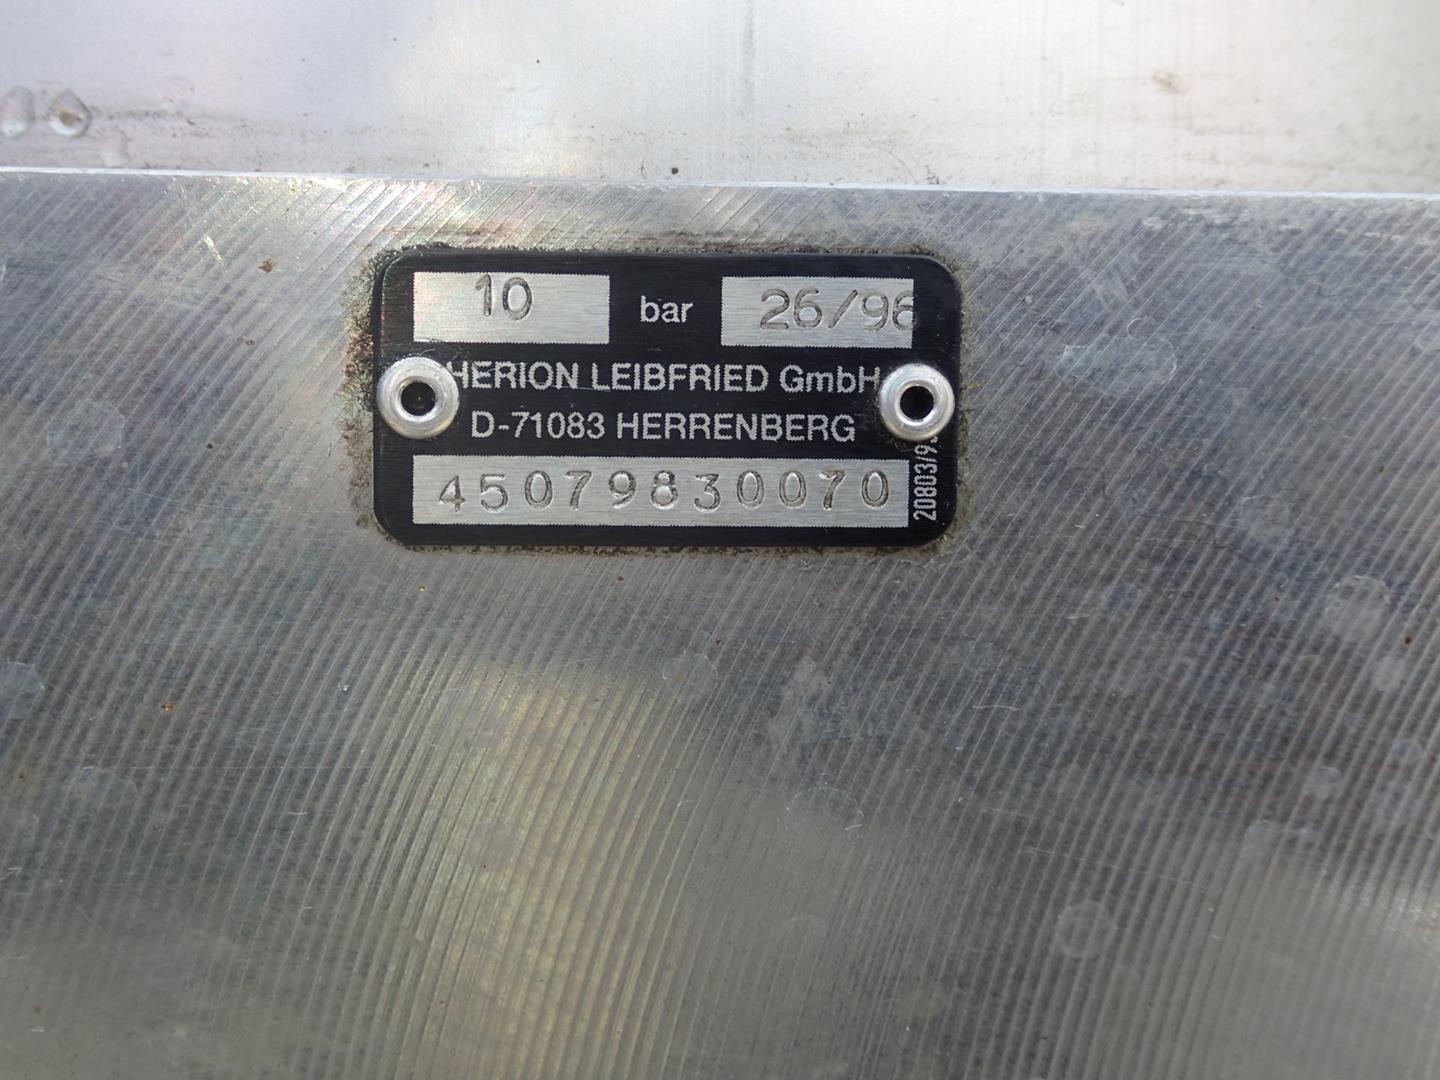 10 bar 26/96
HERION LEIBFRIED GmbH
D-71083 HERRENBERG
45079830070